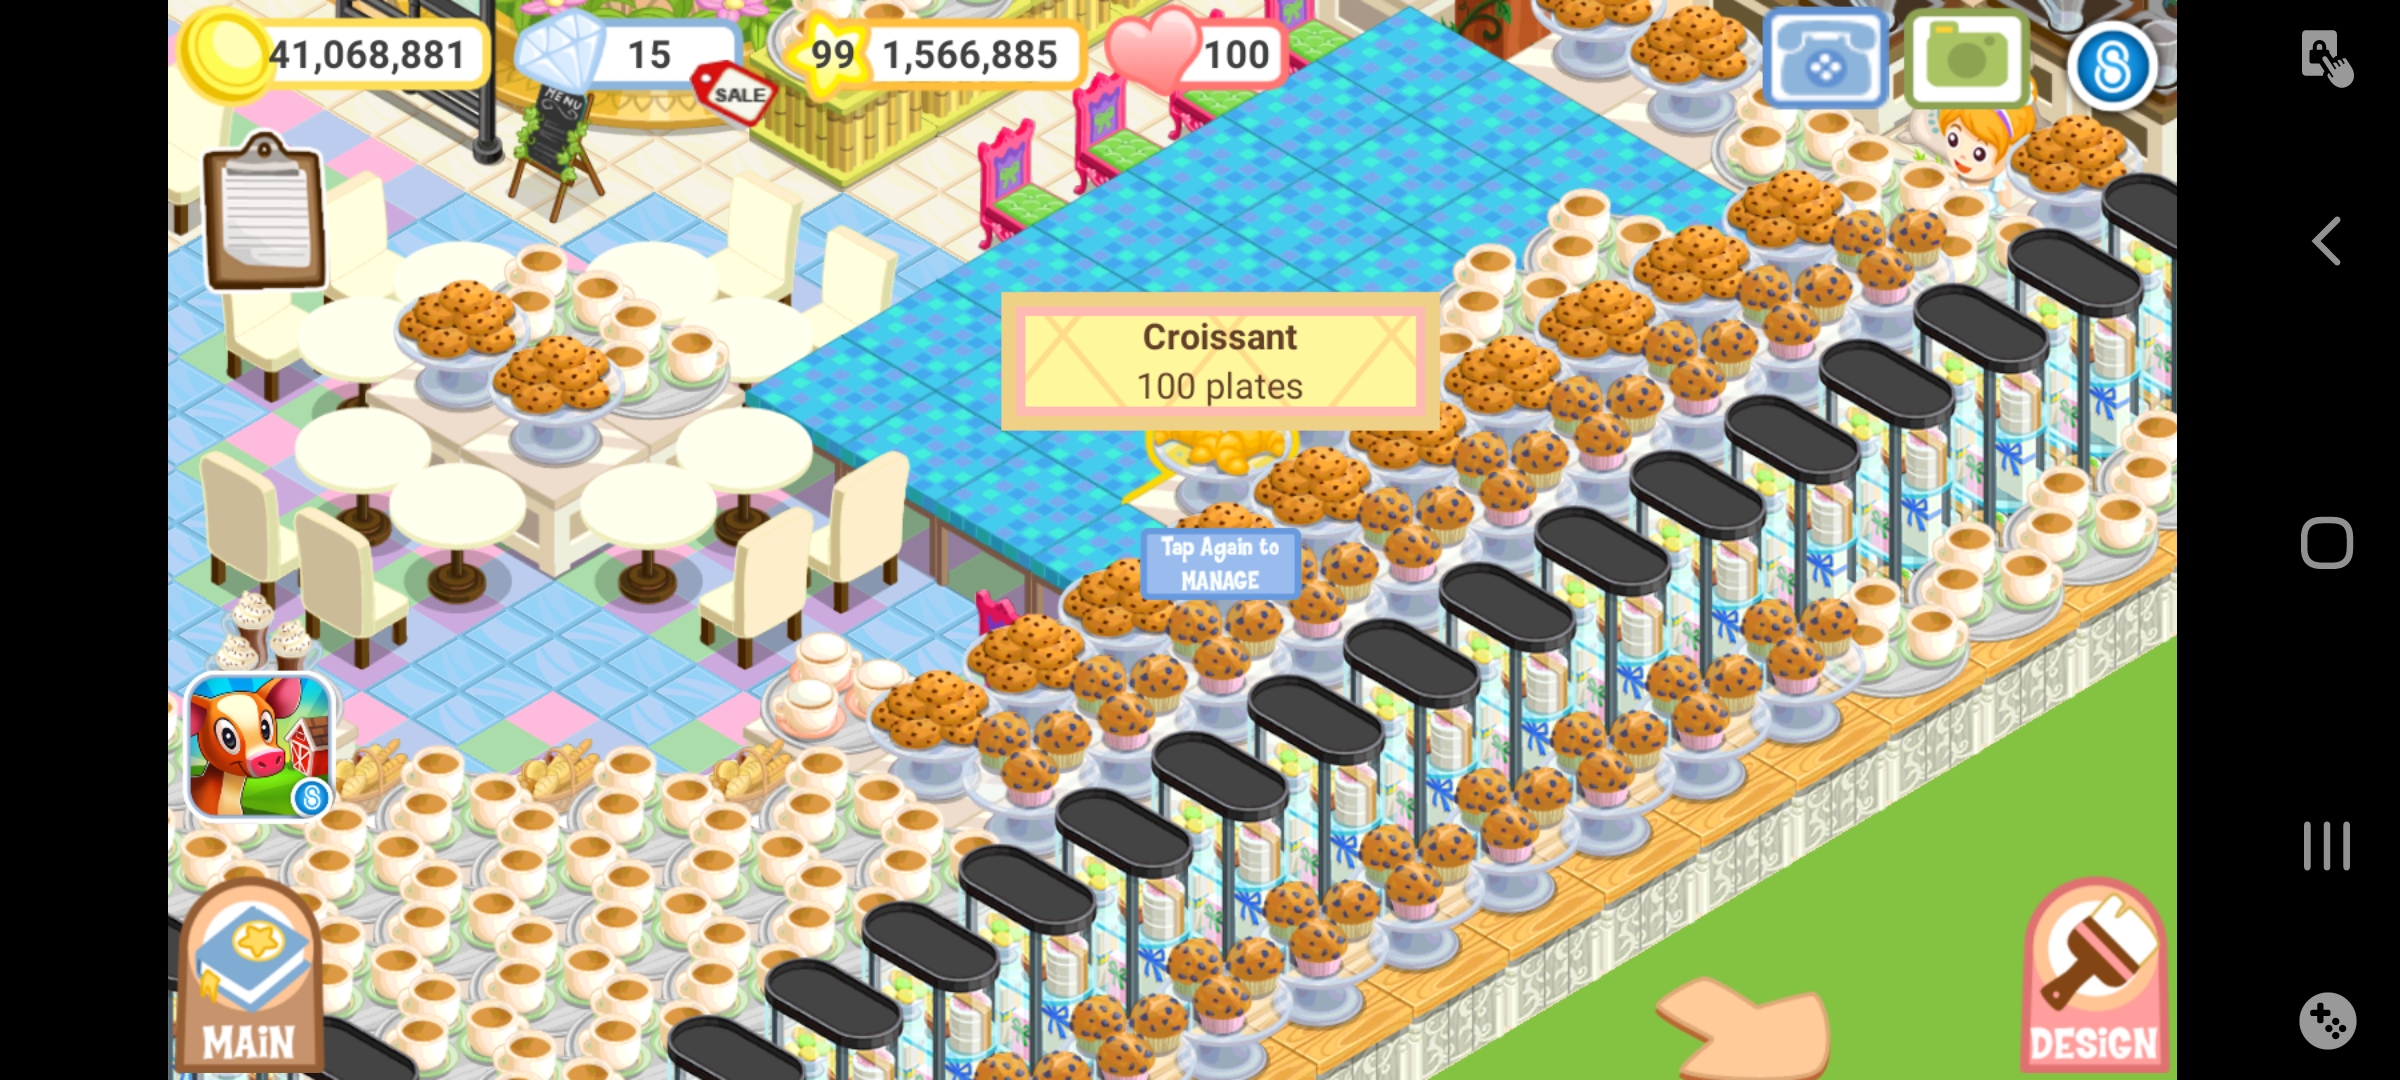 41,068,881
15
99 1,566,885
100
SALE
MENU
Croissant
100 plates
Tap Again to
MANAGE
MAiN
DESiGN